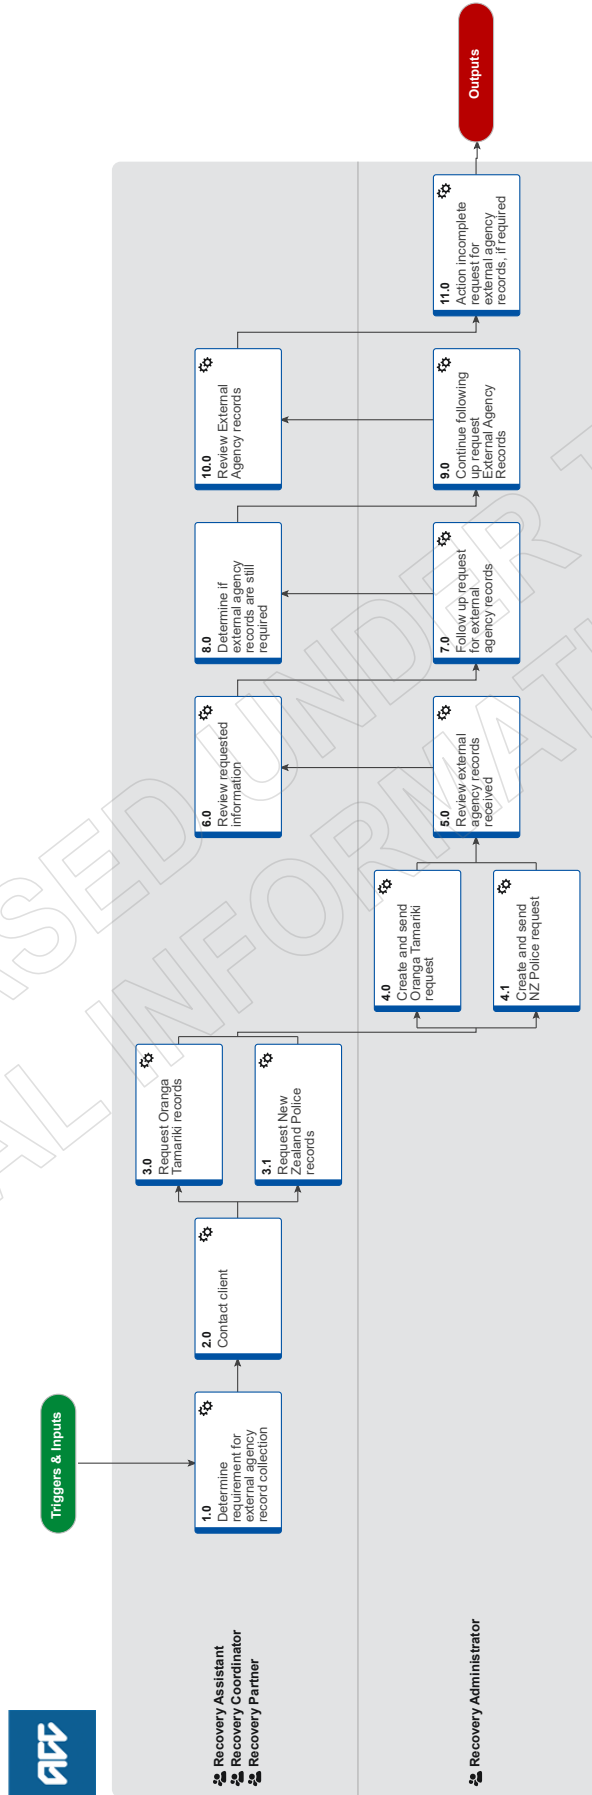 ACC
Triggers & Inputs
Recovery Assistant
Recovery Coordinator
Recovery Partner
1.0
Determine
requirement for
external agency
record collection
2.0
Contact client
3.0
Request Oranga
Tamariki records
3.1
Request New
Zealand Police
records
Recovery Administrator
4.0
Create and send
Oranga Tamariki
request
4.1
Create and send
NZ Police request
5.0
Review external
agency records
received
6.0
Review requested
information
7.0
Follow up request
for external
agency records
8.0
Determine if
external agency
records are still
required
9.0
Continue following
up request
External Agency
Records
10.0
Review External
Agency records
11.0
Action incomplete
request for
external agency
records, if required
Outputs
ASED UNDER T
AL INFORMATI